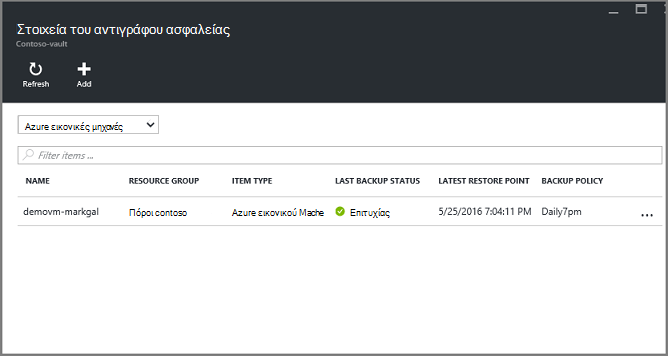 Στοιχεία του αντιγράφου ασφαλείας
Contoso-vault
Refresh Add
Azure εικονικές μηχανές
Filter items ...
NAME RESOURCE GROUP ITEM TYPE LAST BACKUP STATUS LATEST RESTORE POINT BACKUP POLICY
demovm-markgal Πόροι contoso Azure εικονικού Mache Επιτυχίας 5/25/2016 7:04:11 PM Daily7pm ...